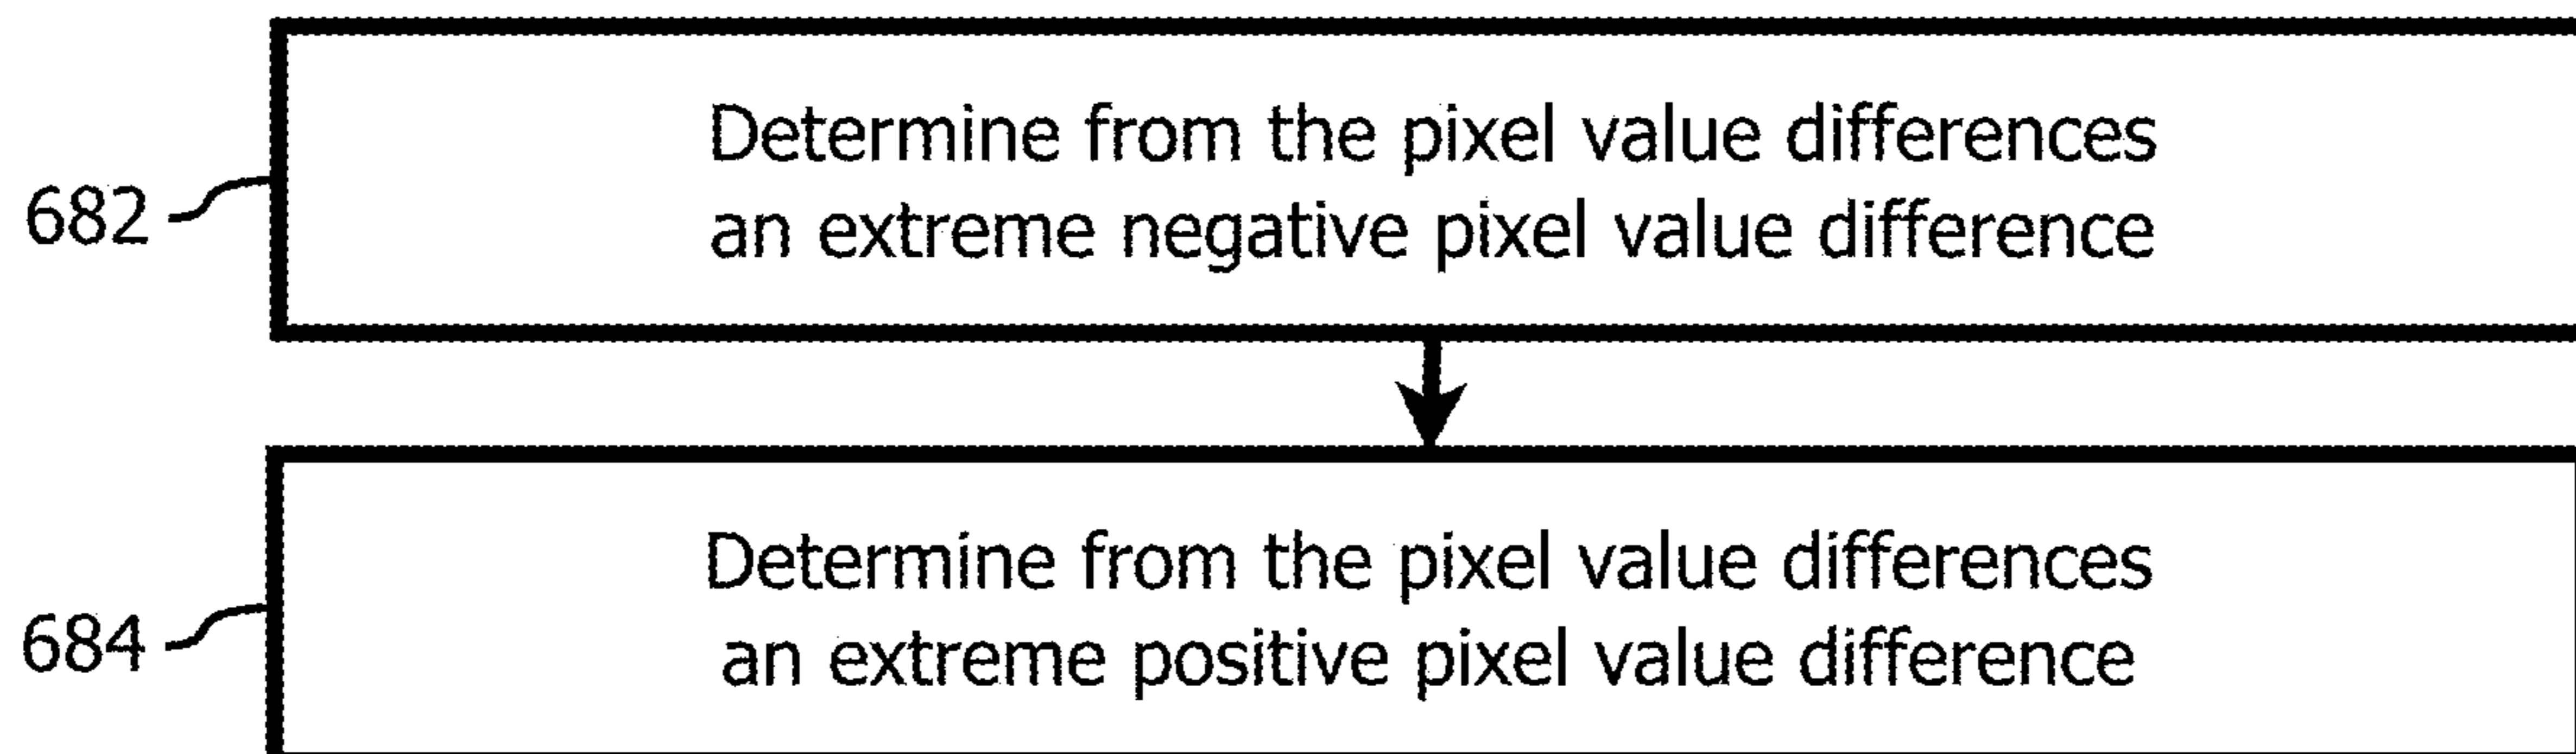 682
Determine from the pixel value differences
an extreme negative pixel value difference
684
Determine from the pixel value differences
an extreme positive pixel value difference